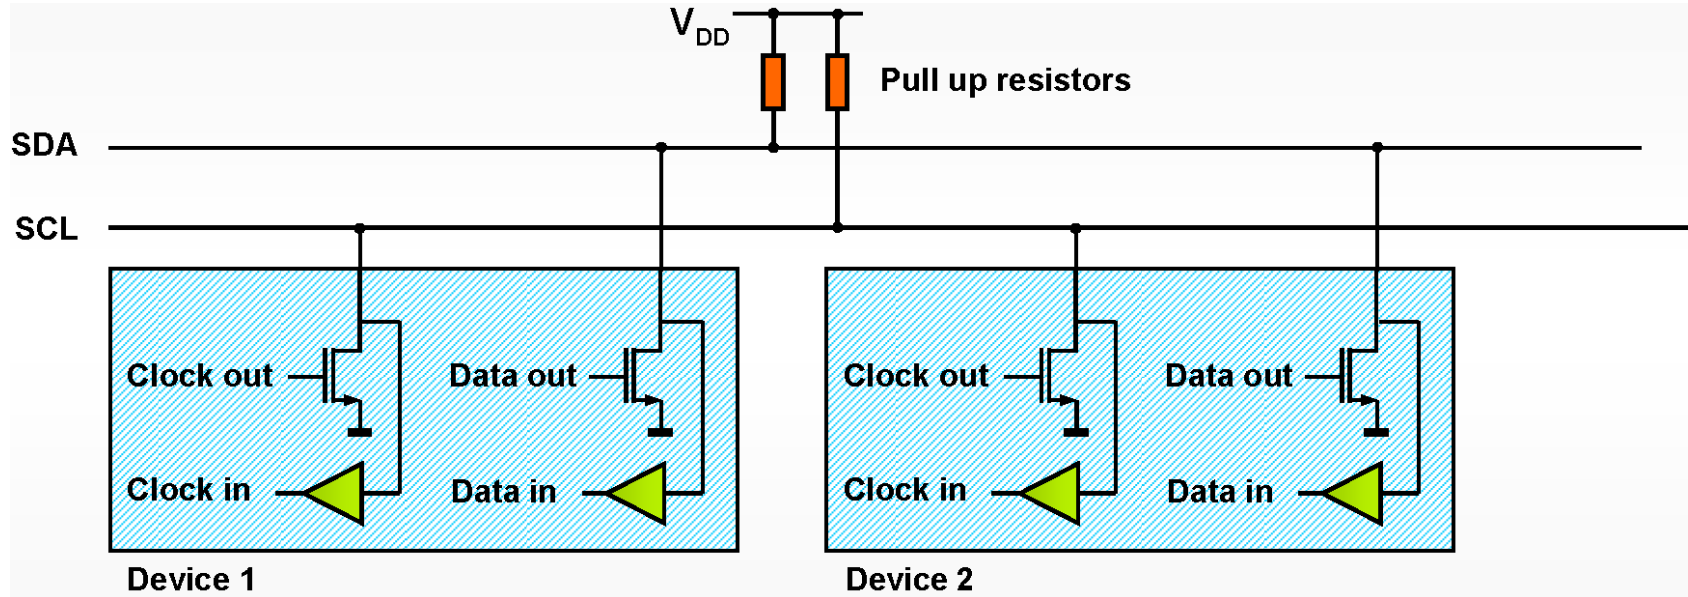 VDD
Pull up resistors
SDA
SCL
Clock out
Data out
Clock out
Data out
Clock in
Data in
Clock in
Data in
Device 1
Device 2